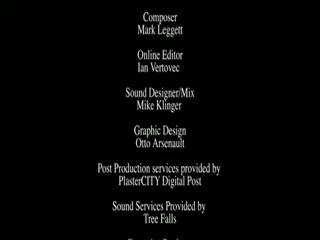 Composer
Mark Leggett
Online Editor
Ian Vertovec
Sound Designer/Mix
Mike Klinger
Graphic Design
Otto Arsenault
Post Production services provided by
PlasterCITY Digital Post
Sound Services Provided by
Tree Falls